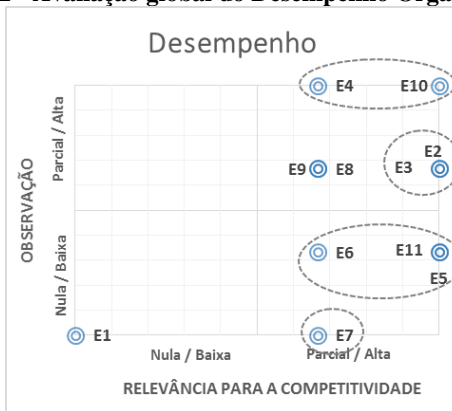 Avaliação global do Desempenho Orga
Desempenho
E4
E10
E2
E3
E9
E8
E6
E11
E5
E1
E7
OBSERVAÇÃO
Parcial / Alta
Nula / Baixa
Nula / Baixa
Parcial / Alta
RELEVÂNCIA PARA A COMPETITIVIDADE